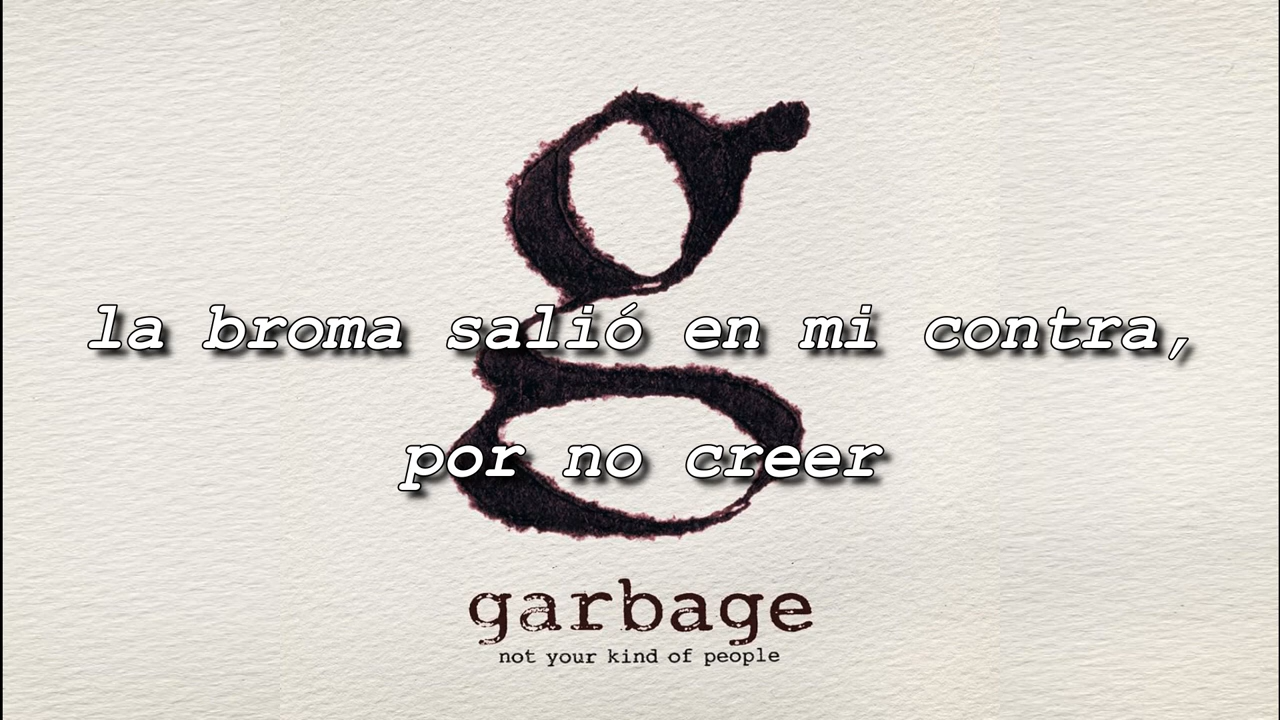 g
la broma salió en mi contra,
por no creer
garbage
not your kind of people